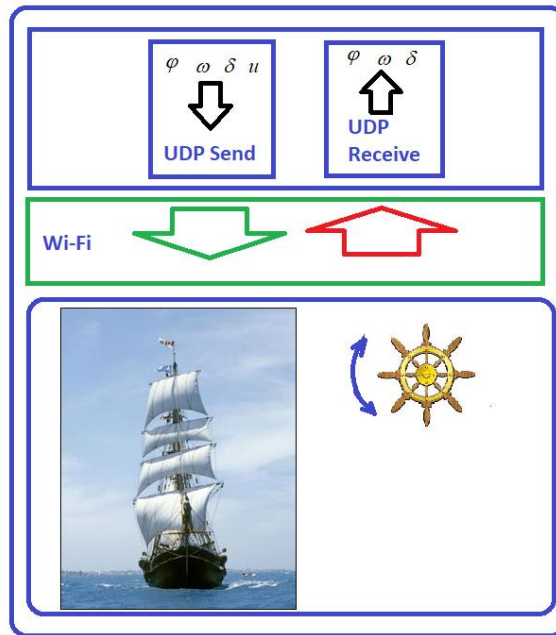 φ ω δ u
UDP Send
φ ω δ
UDP
Receive
Wi-Fi